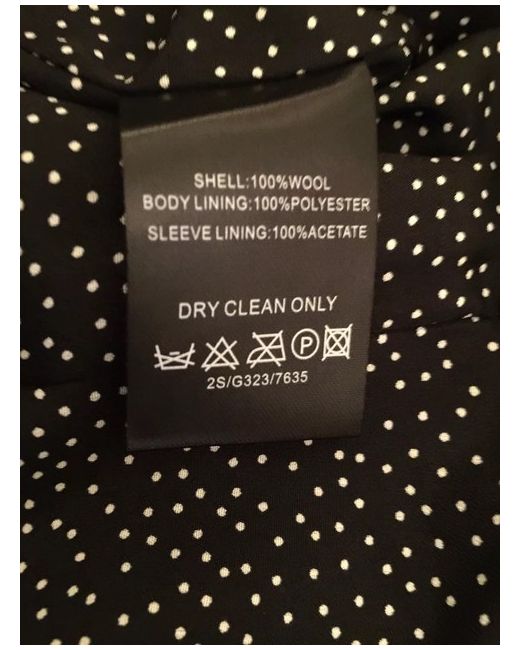 SHELL:100%WOOL
BODY LINING:100%POLYESTER
SLEEVE LINING:100%ACETATE
DRY CLEAN ONLY
P
2S/G323/7635